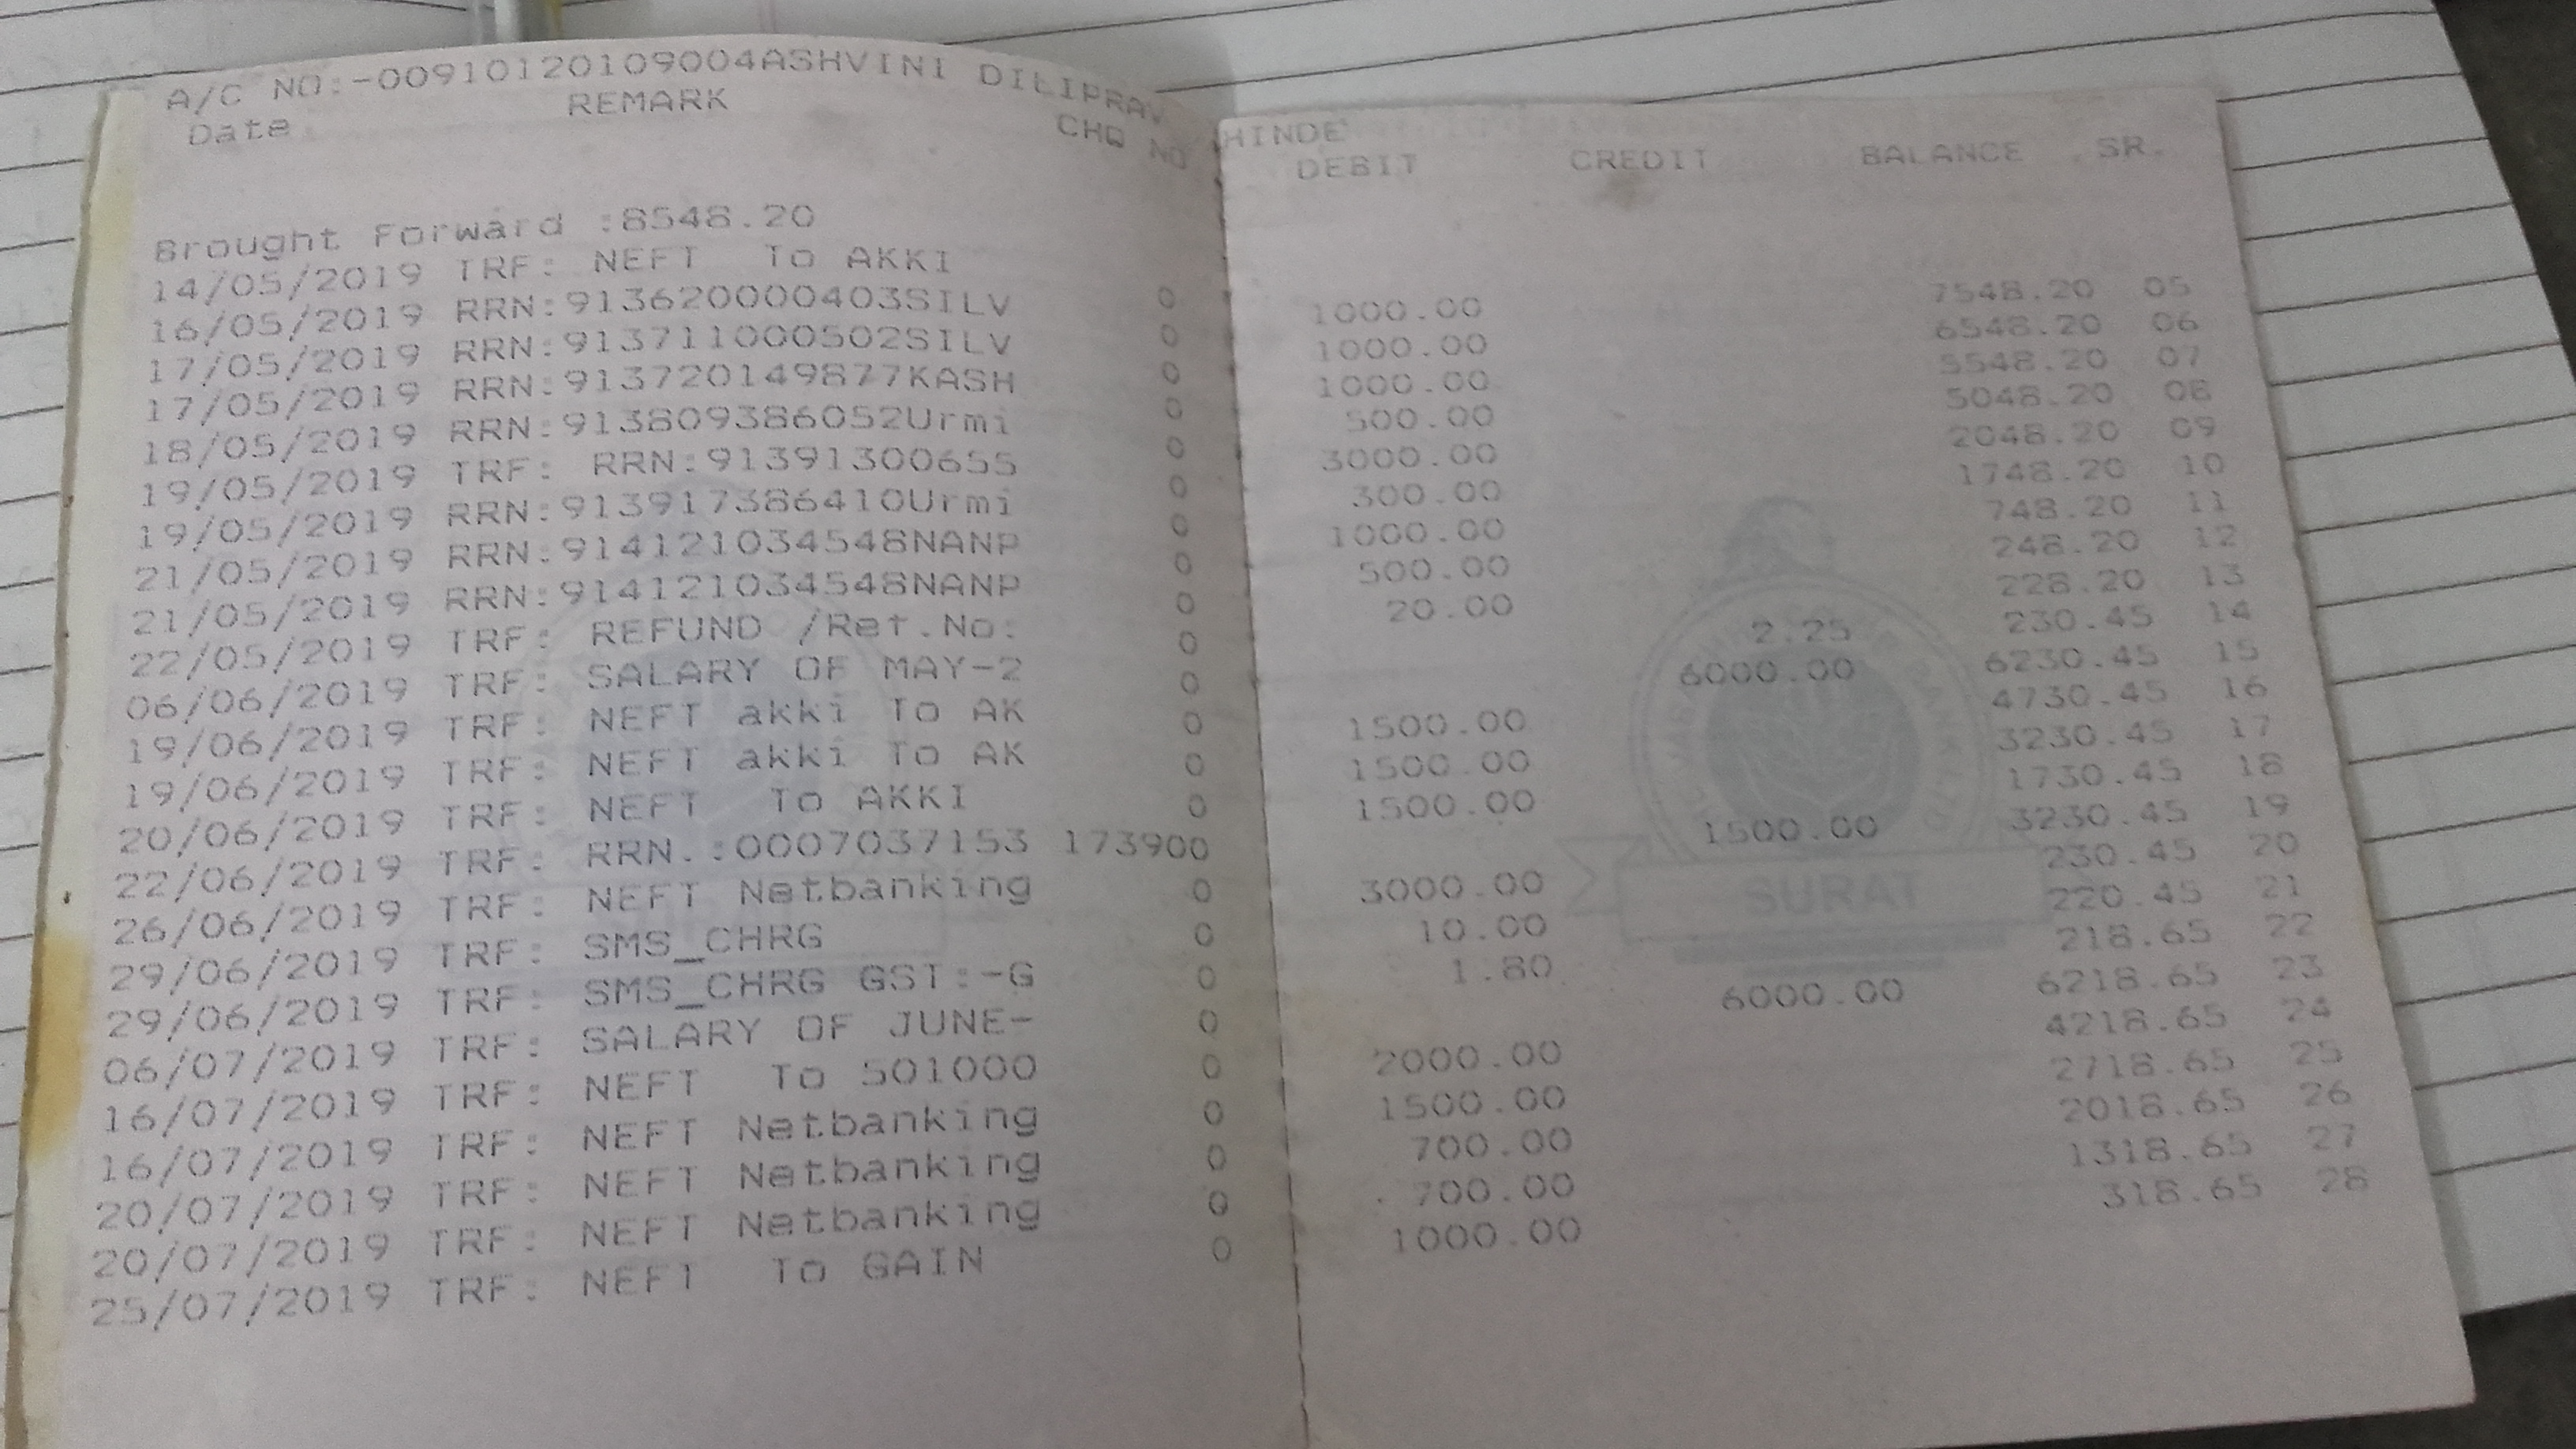 A/C NO:-00910120109004ASHVINI DILIPRAV HINDE
Date REMARK CHQ NO DEBIT CREDIT BALANCE SR.
Brought Forward :8548.20
14/05/2019 TRF: NEFT To AKKI 0 1000.00 7548.20 05
16/05/2019 RRN:913620000403SILV 0 1000.00 6548.20 06
17/05/2019 RRN:913711000502SILV 0 1000.00 5548.20 07
17/05/2019 RRN:913720149877KASH 0 500.00 5048.20 08
18/05/2019 RRN:913809386052Urmi 0 3000.00 2048.20 09
19/05/2019 TRF: RRN:91391300655 0 300.00 1748.20 10
19/05/2019 RRN:913917386410Urmi 0 1000.00 748.20 11
21/05/2019 RRN:914121034548NANP 0 500.00 248.20 12
21/05/2019 RRN:914121034548NANP 0 20.00 228.20 13
22/05/2019 TRF: REFUND /Ret.No: 0 2.25 230.45 14
06/06/2019 TRF: SALARY OF MAY-2 0 6000.00 6230.45 15
19/06/2019 TRF: NEFT akki To AK 0 1500.00 4730.45 16
19/06/2019 TRF: NEFT akki To AK 0 1500.00 3230.45 17
20/06/2019 TRF: NEFT To AKKI 0 1500.00 1730.45 18
22/06/2019 TRF: RRN.:0007037153 173900 1500.00 3230.45 19
26/06/2019 TRF: NEFT Netbanking 0 3000.00 230.45 20
29/06/2019 TRF: SMS_CHRG 0 10.00 220.45 21
29/06/2019 TRF: SMS_CHRG GST:-G 0 1.80 218.65 22
06/07/2019 TRF: SALARY OF JUNE- 0 6000.00 6218.65 23
16/07/2019 TRF: NEFT To 501000 0 2000.00 4218.65 24
16/07/2019 TRF: NEFT Netbanking 0 1500.00 2718.65 25
20/07/2019 TRF: NEFT Netbanking 0 700.00 2018.65 26
20/07/2019 TRF: NEFT Netbanking 0 700.00 1318.65 27
25/07/2019 TRF: NEFT To GAIN 0 1000.00 318.65 28
SURAT